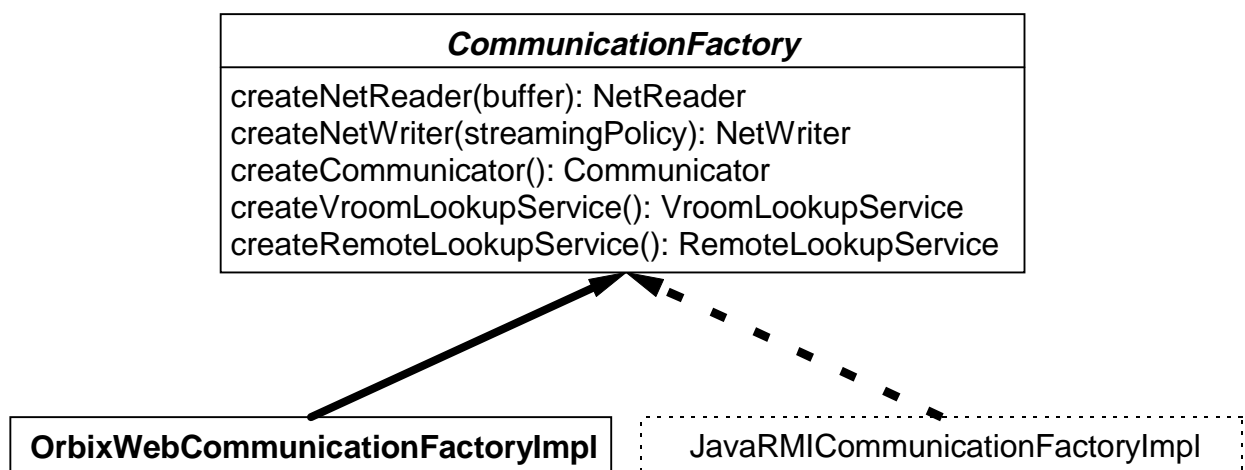 CommunicationFactory
createNetReader(buffer): NetReader
createNetWriter(streamingPolicy): NetWriter
createCommunicator(): Communicator
createVroomLookupService(): VroomLookupService
createRemoteLookupService(): RemoteLookupService
OrbixWebCommunicationFactoryImpl
JavaRMICommunicationFactoryImpl